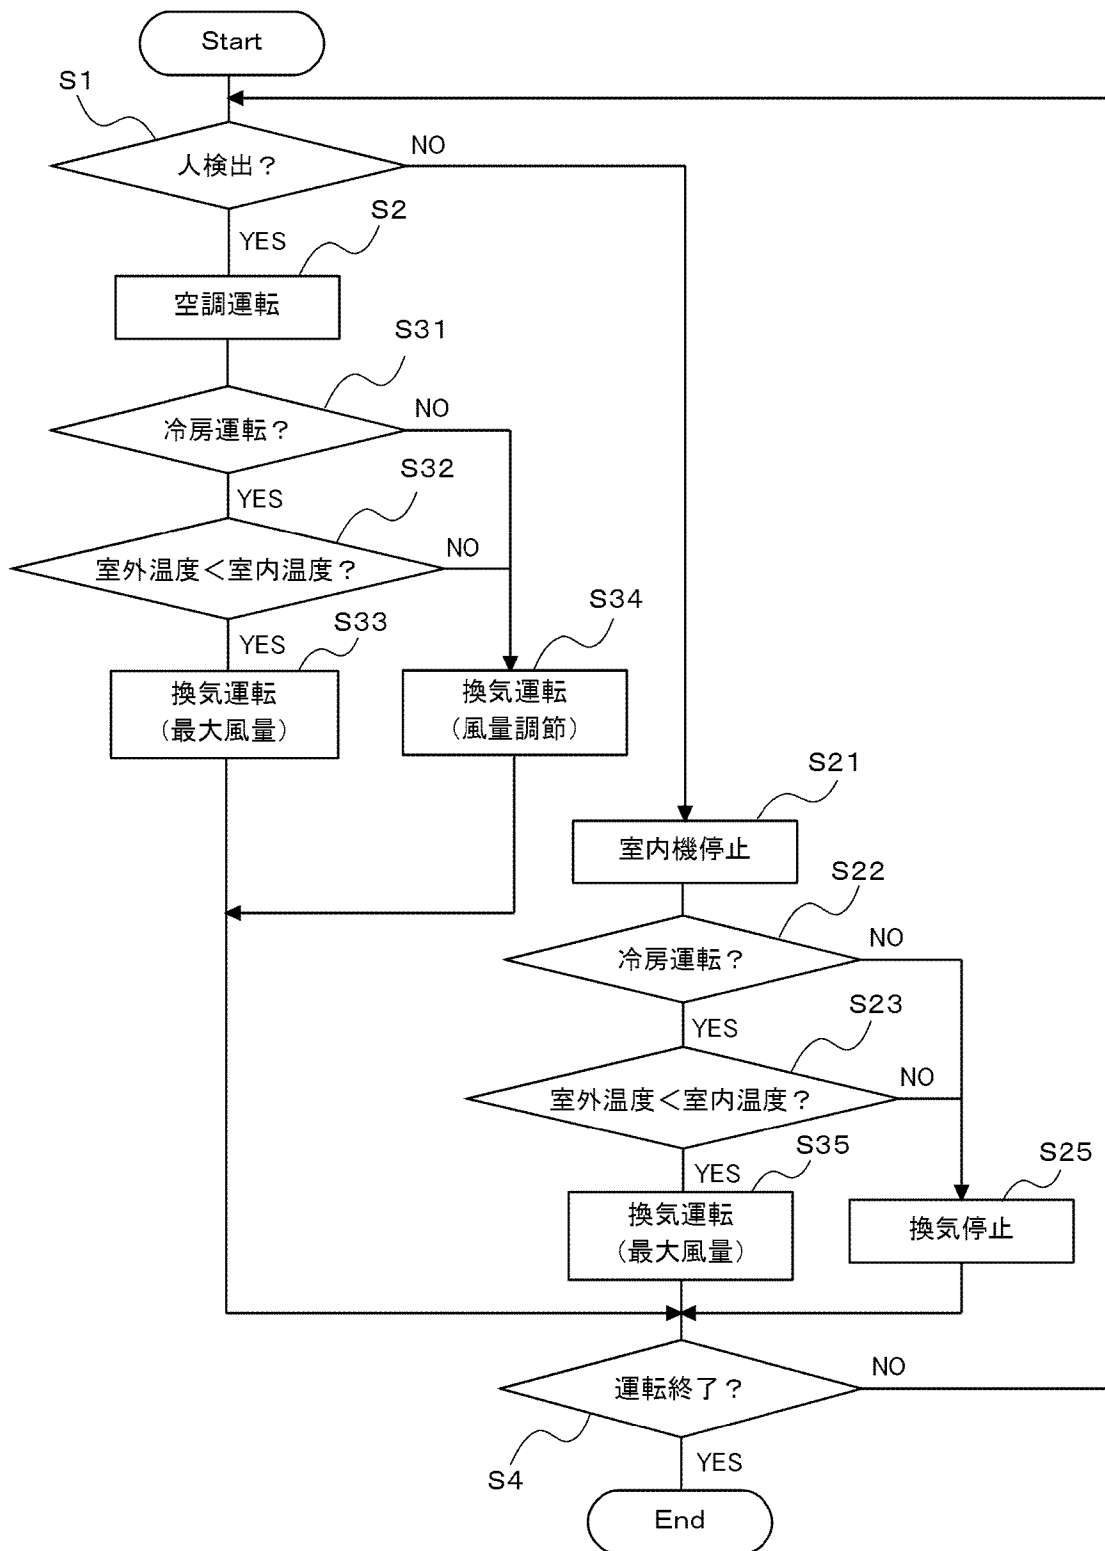 Start
S1
人検出？
NO
YES
S2
空調運転
S31
冷房運転？
NO
YES
S32
室外温度＜室内温度？
NO
YES
S33
換気運転
（最大風量）
S34
換気運転
（風量調節）
S21
室内機停止
S22
冷房運転？
NO
YES
S23
室外温度＜室内温度？
NO
YES
S35
換気運転
（最大風量）
S25
換気停止
運転終了？
NO
S4
YES
End